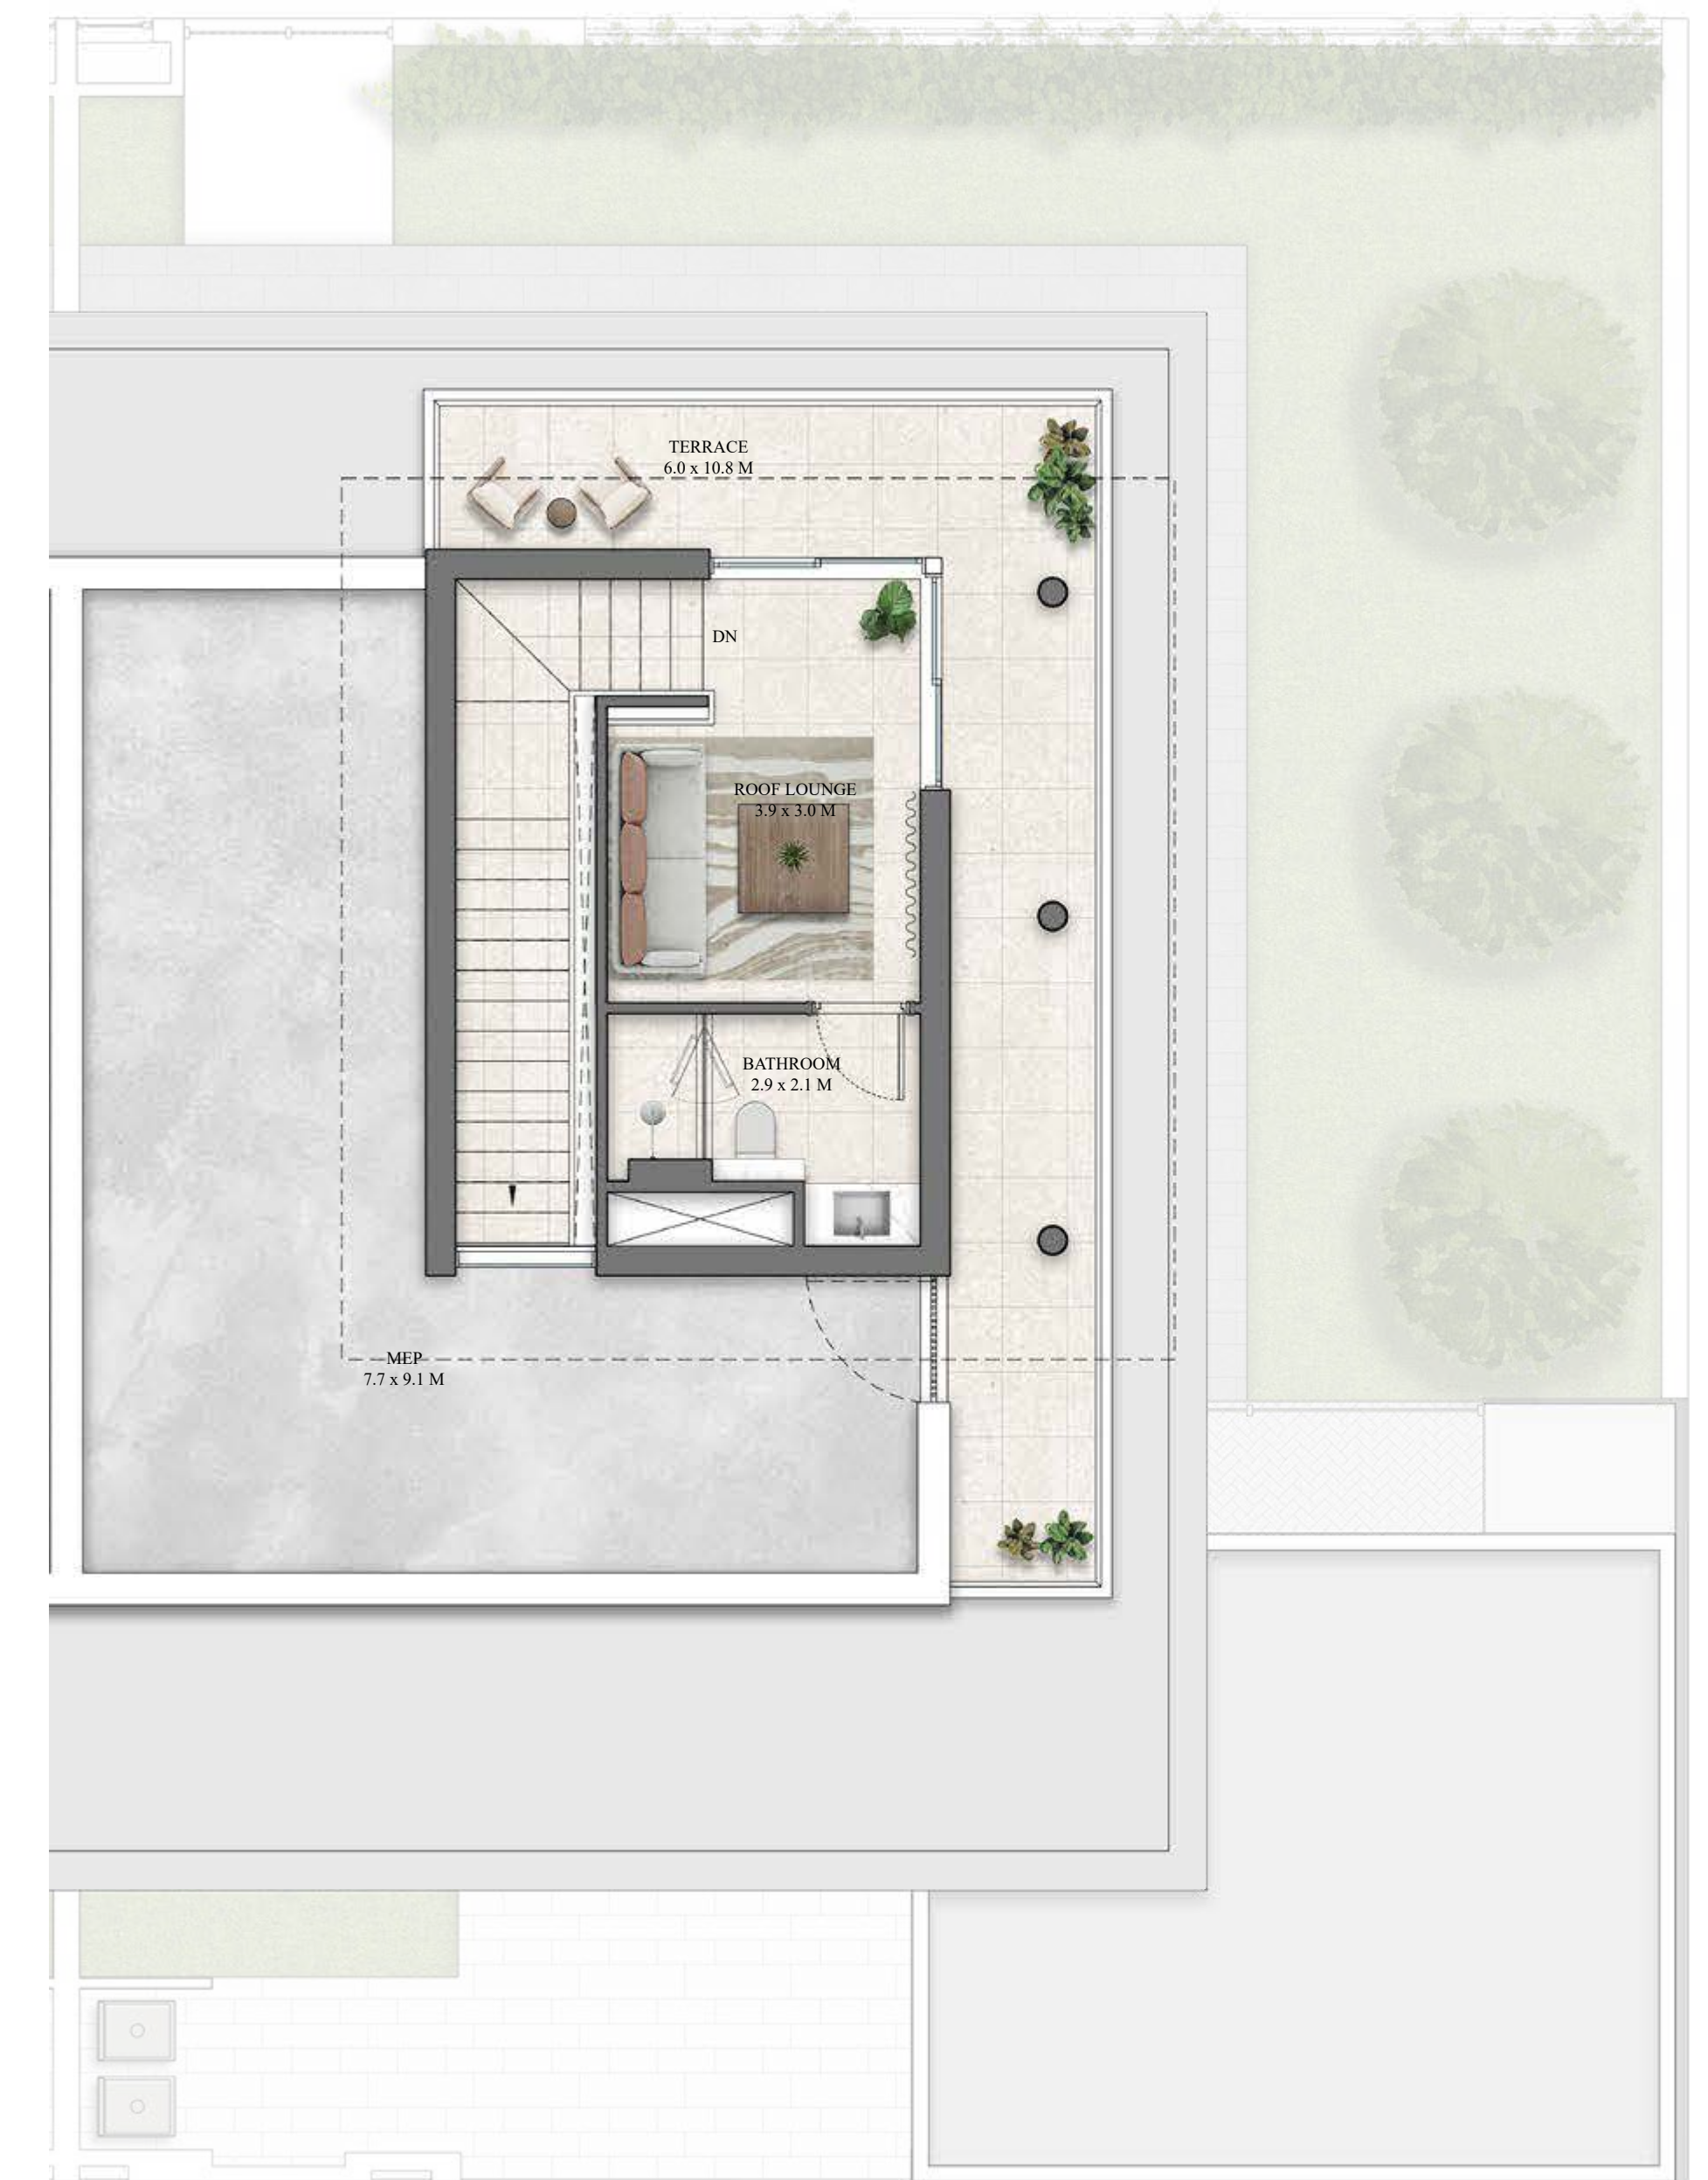 TERRACE
6.0 x 10.8 M
DN
ROOF LOUNGE
3.9 x 3.0 M
BATHROOM
2.9 x 2.1 M
MEP
7.7 x 9.1 M